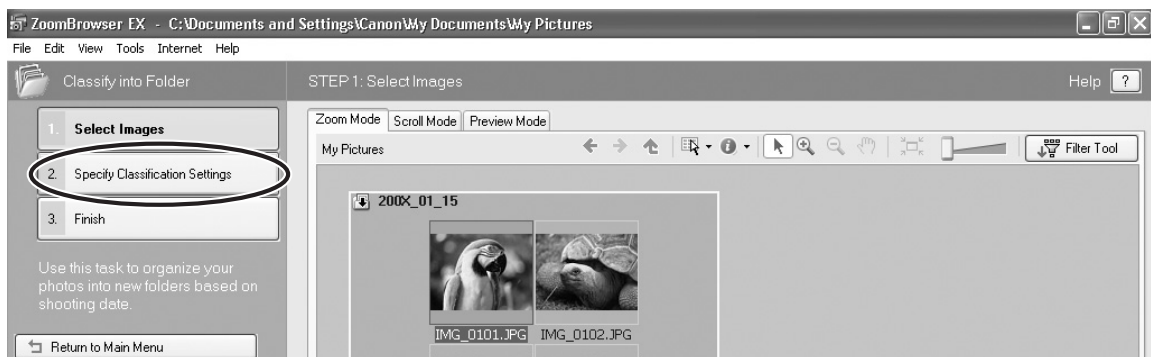 ZoomBrowser EX - C:\Documents and Settings\Canon\My Documents\My Pictures
File Edit View Tools Internet Help
Classify into Folder
STEP 1: Select Images
Help ?
1. Select Images
2. Specify Classification Settings
3. Finish
Use this task to organize your
photos into new folders based on
shooting date.
Return to Main Menu
Zoom Mode Scroll Mode Preview Mode
My Pictures
Filter Tool
200X_01_15
IMG_0101.JPG IMG_0102.JPG